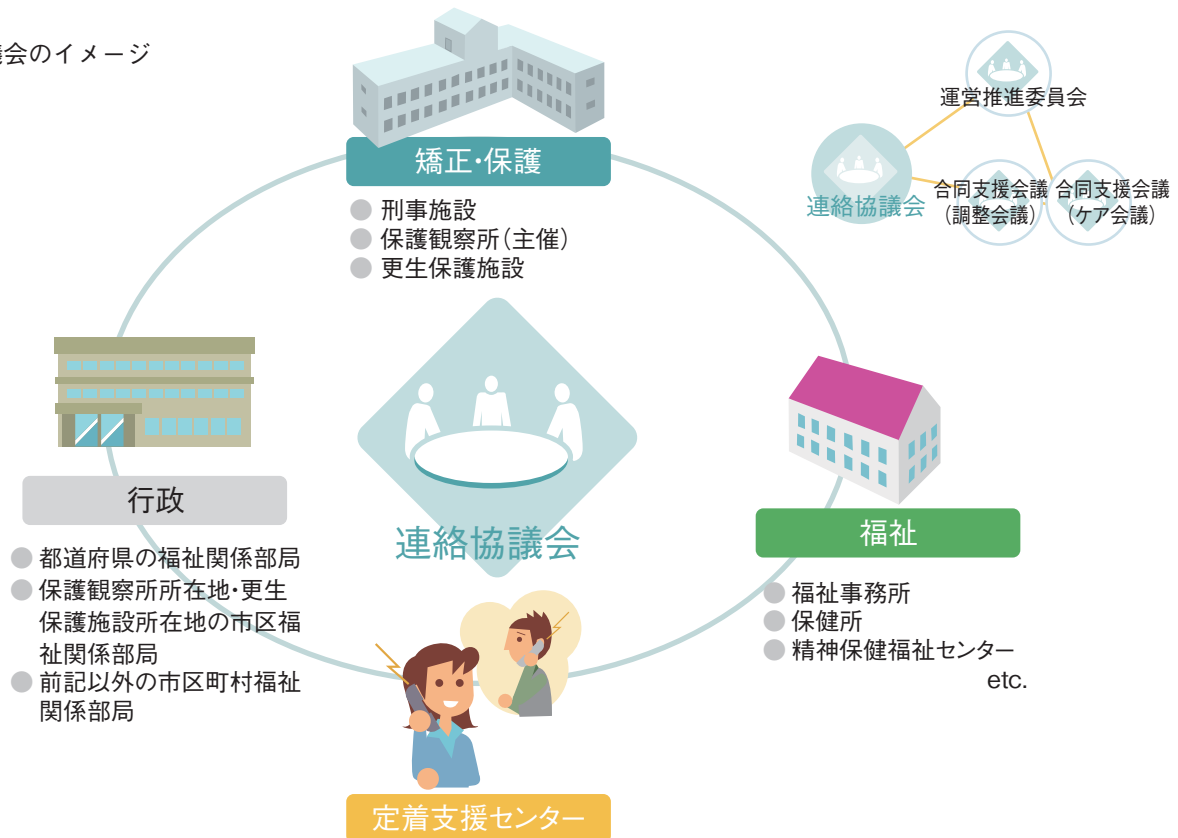 会のイメージ
矯正・保護
刑事施設
保護観察所（主催）
更生保護施設
運営推進委員会
連絡協議会
合同支援会議
（調整会議）
合同支援会議
（ケア会議）
行政
都道府県の福祉関係部局
保護観察所所在地・更生
保護施設所在地の市区福
祉関係部局
前記以外の市区町村福祉
関係部局
連絡協議会
福祉
福祉事務所
保健所
精神保健福祉センター
etc.
定着支援センター